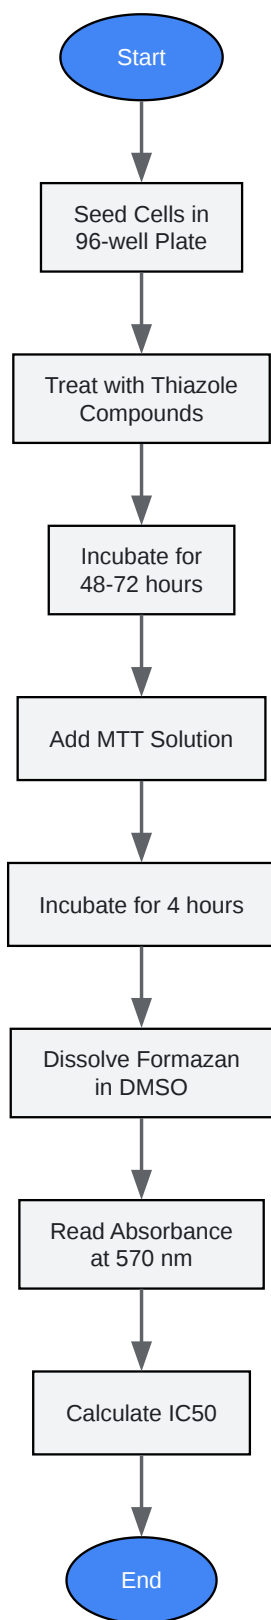 Start
Seed Cells in
96-well Plate
Treat with Thiazole
Compounds
Incubate for
48-72 hours
Add MTT Solution
Incubate for 4 hours
Dissolve Formazan
in DMSO
Read Absorbance
at 570 nm
Calculate IC50
End